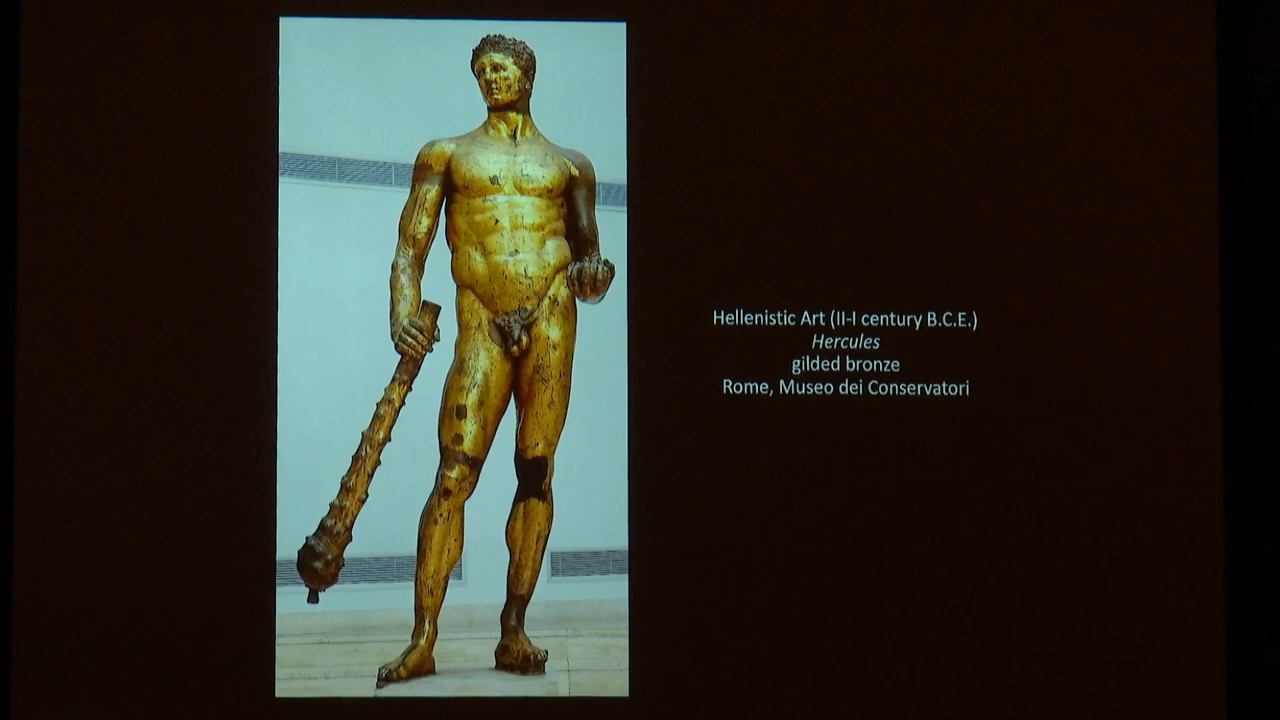 Hellenistic Art (II-I century B.C.E.)
Hercules
gilded bronze
Rome, Museo dei Conservatori